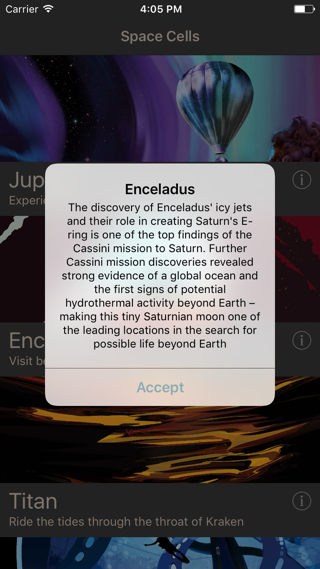 Carrier 4:05 PM
Space Cells
Jup
Experie
Enceladus
The discovery of Enceladus' icy jets
and their role in creating Saturn's E-
ring is one of the top findings of the
Cassini mission to Saturn. Further
Cassini mission discoveries revealed
strong evidence of a global ocean and
the first signs of potential
hydrothermal activity beyond Earth –
making this tiny Saturnian moon one of
the leading locations in the search for
possible life beyond Earth
Accept
Enc
Visit be
Titan
Ride the tides through the throat of Kraken